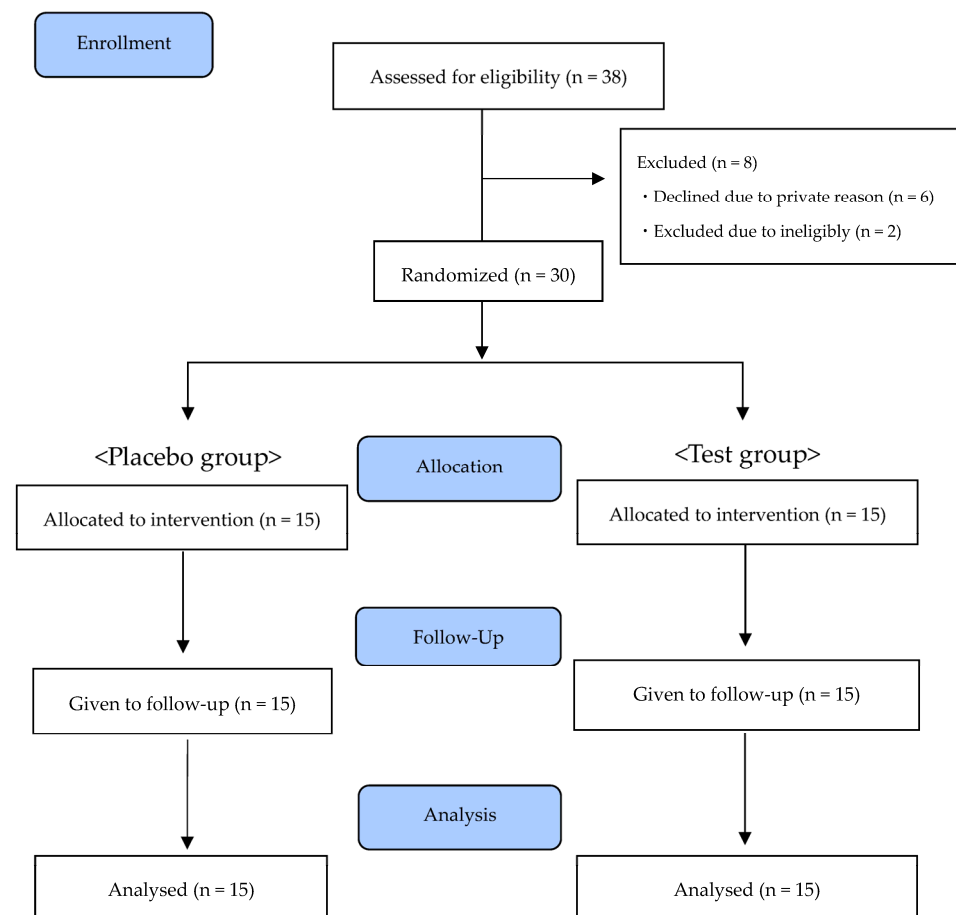 Enrollment
Assessed for eligibility (n = 38)
Excluded (n = 8)
・Declined due to private reason (n = 6)
・Excluded due to ineligibly (n = 2)
Randomized (n = 30)
<Placebo group>
Allocation
<Test group>
Allocated to intervention (n = 15)
Allocated to intervention (n = 15)
Follow-Up
Given to follow-up (n = 15)
Given to follow-up (n = 15)
Analysis
Analysed (n = 15)
Analysed (n = 15)